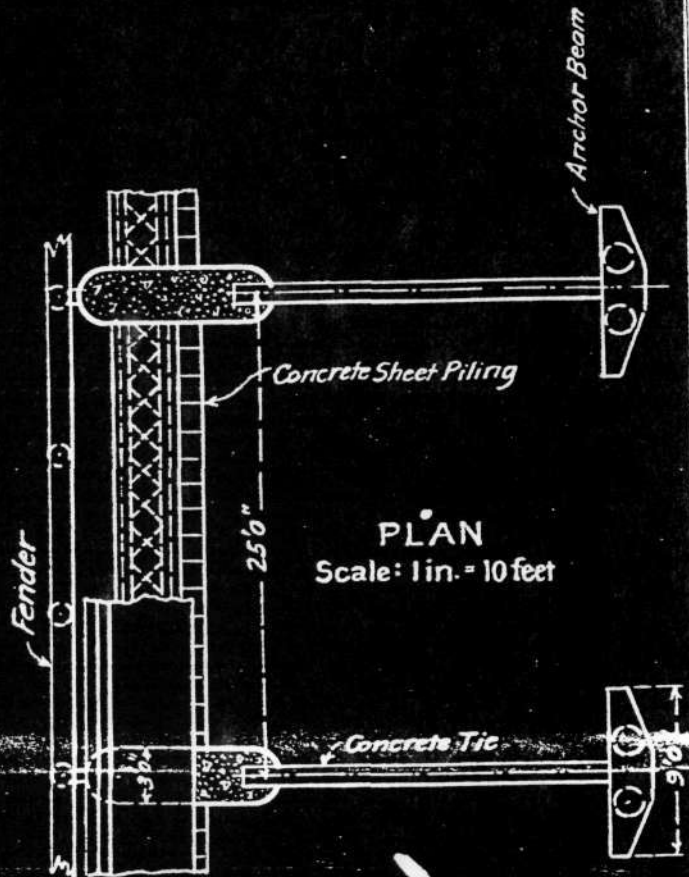 Anchor Beam
Concrete Sheet Piling
25'0"
PLAN
Scale: 1 in. = 10 feet
Fender
Concrete Tie
3'0"
9'0"